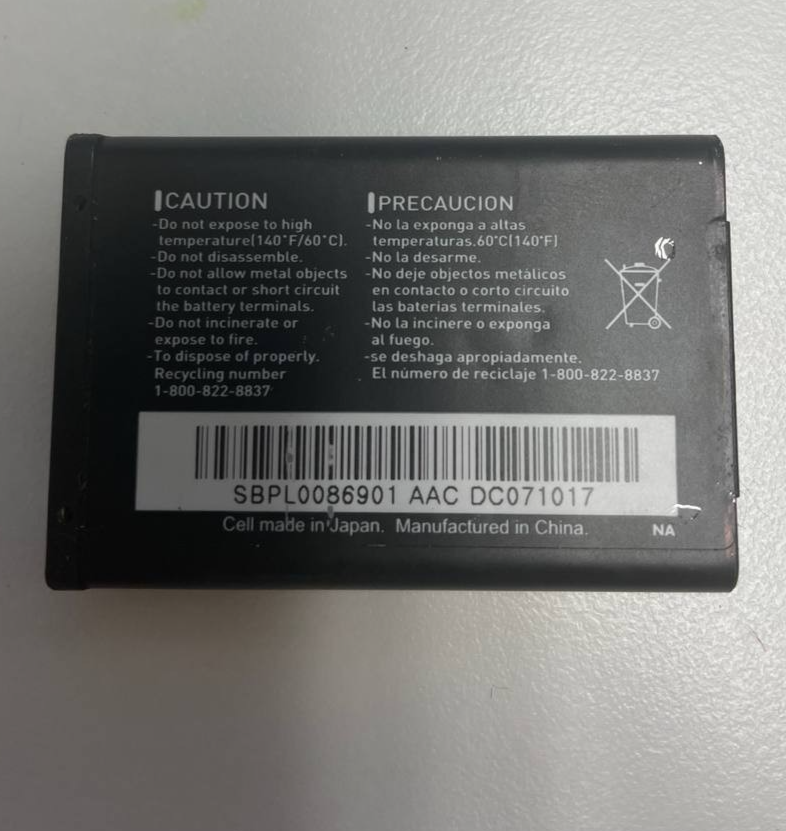 CAUTION
-Do not expose to high
temperature(140°F/60°C).
-Do not disassemble.
-Do not allow metal objects
to contact or short circuit
the battery terminals.
-Do not incinerate or
expose to fire.
-To dispose of properly.
Recycling number
1-800-822-8837
PRECAUCION
-No la exponga a altas
temperaturas.60°C(140°F)
-No la desarme.
-No deje objectos metálicos
en contacto o corto circuito
las baterias terminales.
-No la incinere o exponga
al fuego.
-se deshaga apropiadamente.
El número de reciclaje 1-800-822-8837
SBPL0086901 AAC DC071017
Cell made in Japan. Manufactured in China.
NA